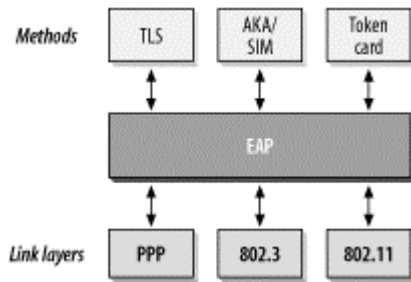 Methods
TLS
AKA/
SIM
Token
card
EAP
Link layers
PPP
802.3
802.11